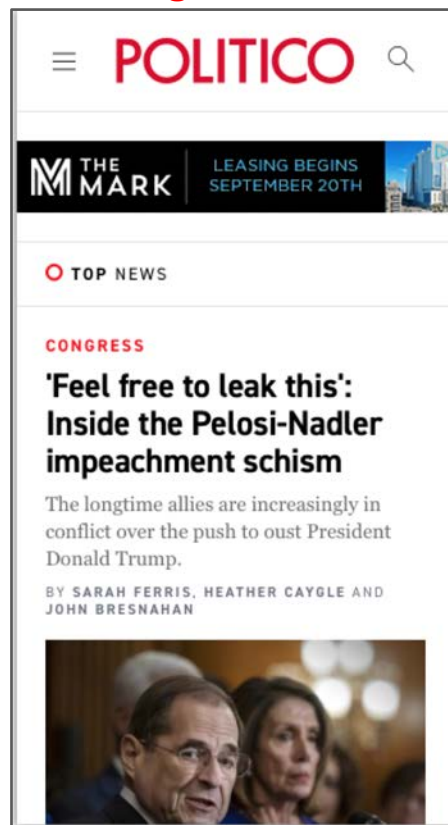 POLITICO
THE
MARK
LEASING BEGINS
SEPTEMBER 20TH
TOP NEWS
CONGRESS
'Feel free to leak this':
Inside the Pelosi-Nadler
impeachment schism
The longtime allies are increasingly in
conflict over the push to oust President
Donald Trump.
BY SARAH FERRIS, HEATHER CAYGLE AND
JOHN BRESNAHAN